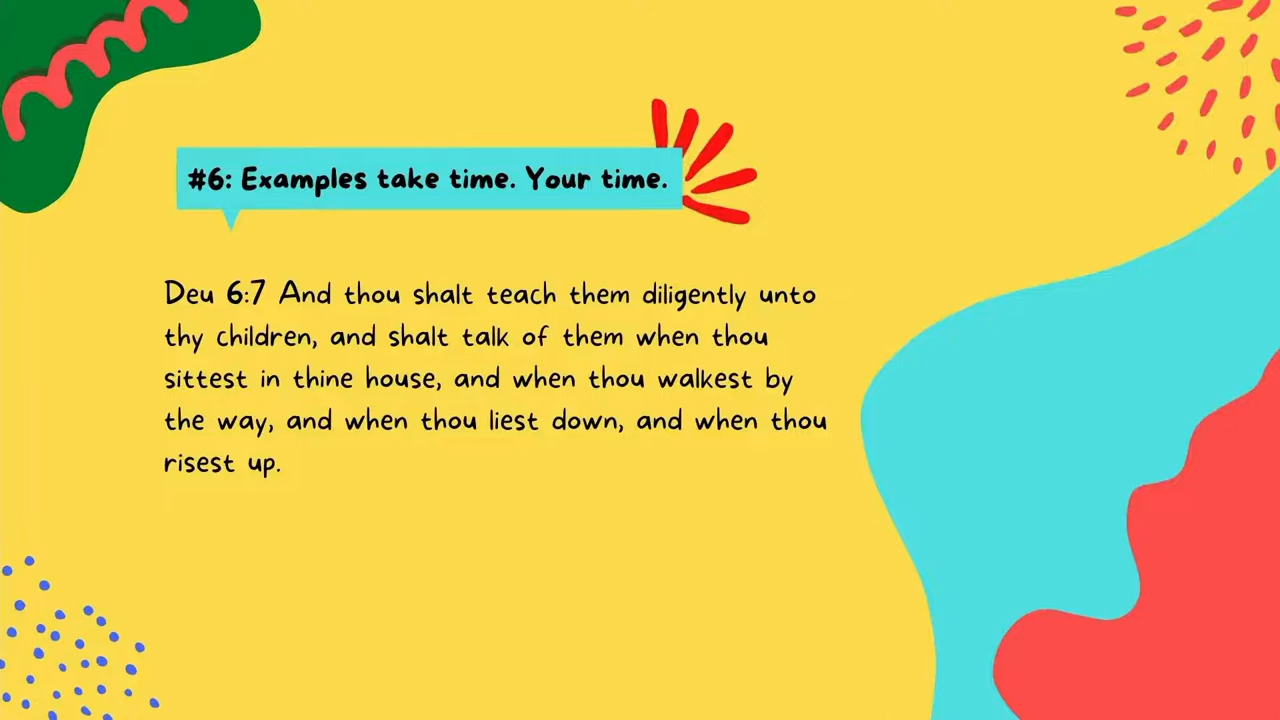 #6: Examples take time. Your time.
Deu 6:7 And thou shalt teach them diligently unto
thy children, and shalt talk of them when thou
sittest in thine house, and when thou walkest by
the way, and when thou liest down, and when thou
risest up.